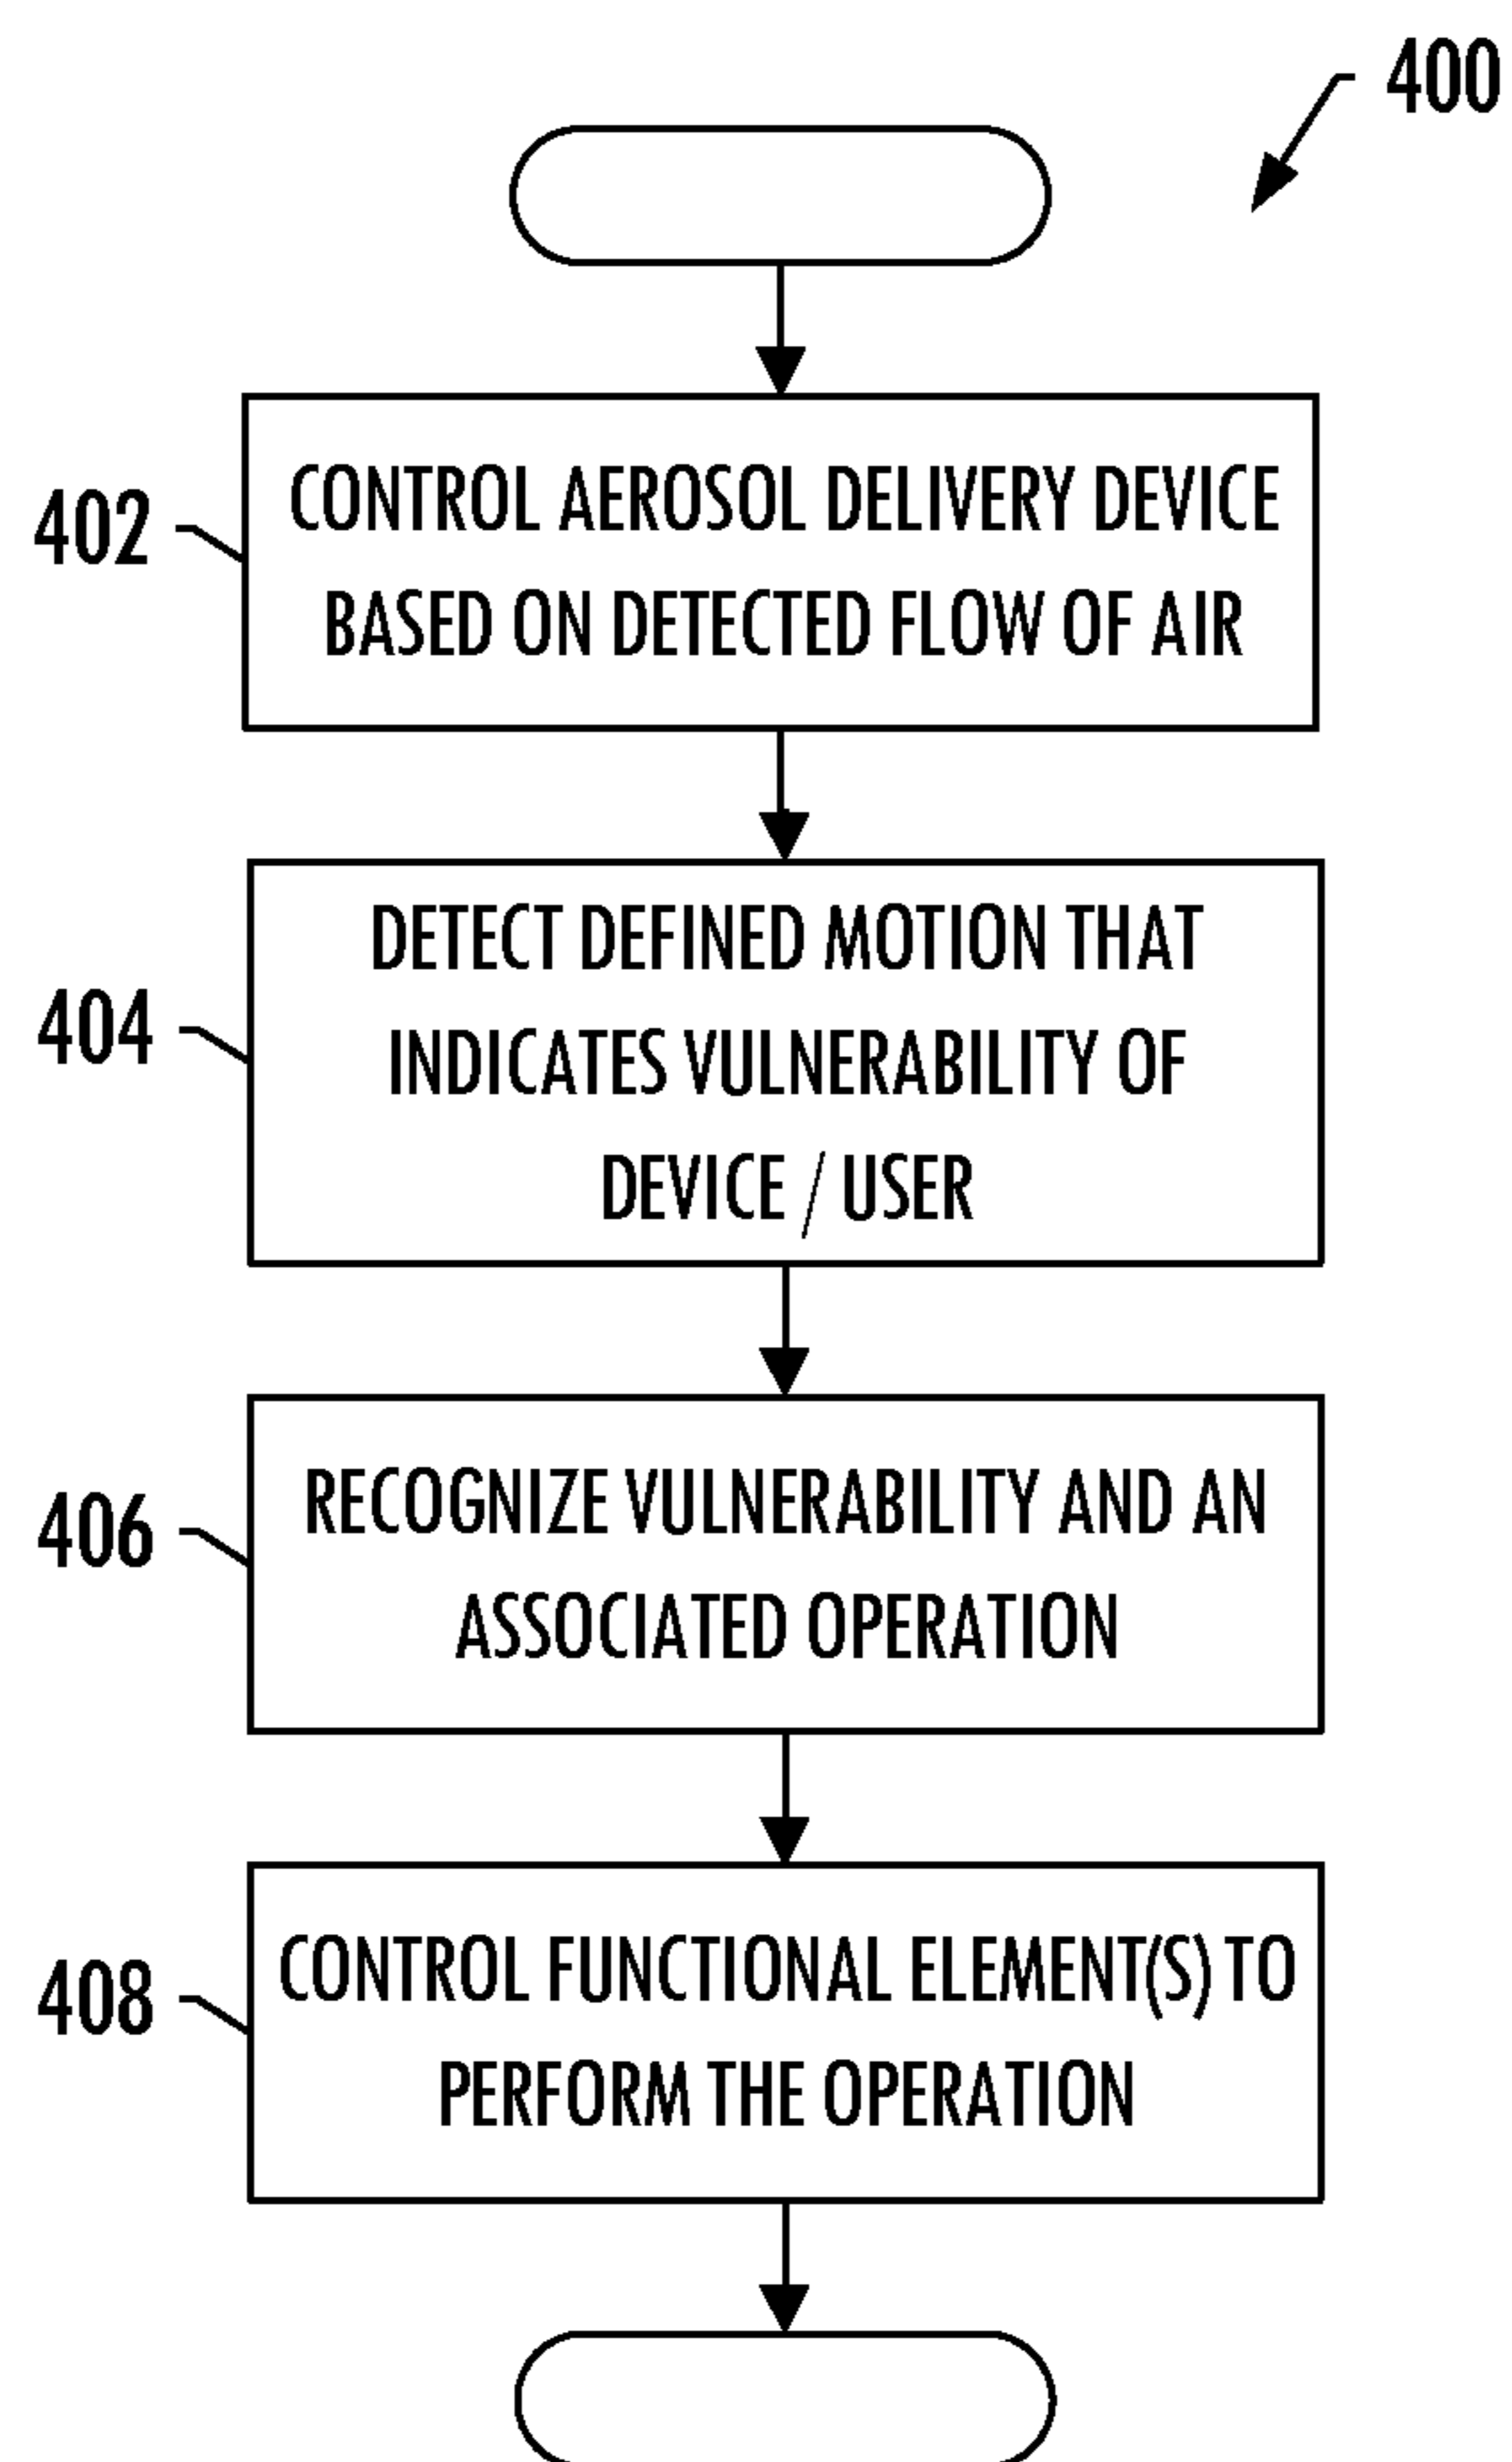 400
402
CONTROL AEROSOL DELIVERY DEVICE
BASED ON DETECTED FLOW OF AIR
404
DETECT DEFINED MOTION THAT
INDICATES VULNERABILITY OF
DEVICE / USER
406
RECOGNIZE VULNERABILITY AND AN
ASSOCIATED OPERATION
408
CONTROL FUNCTIONAL ELEMENT(S) TO
PERFORM THE OPERATION